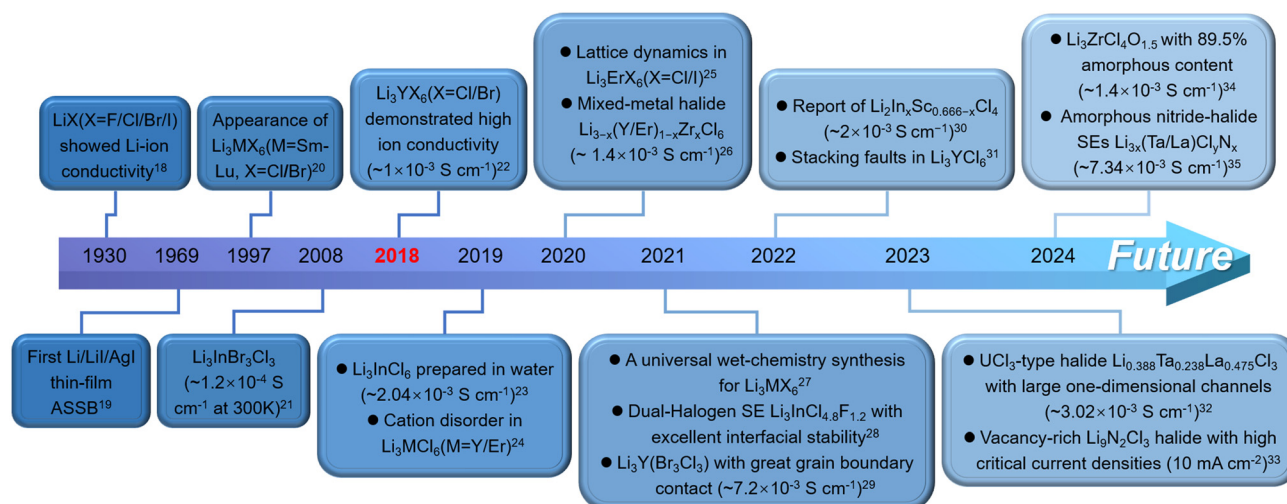 LiX(X=F/Cl/Br/I)
showed Li-ion
conductivity¹⁸
Appearance of
Li₃MX₆(M=Sm-
Lu, X=Cl/Br)²⁰
Li₃YX₆(X=Cl/Br)
demonstrated high
ion conductivity
(~1×10⁻³ S cm⁻¹)²²
● Lattice dynamics in
Li₃ErX₆(X=Cl/I)²⁵
● Mixed-metal halide
Li₃₋ₓ(Y/Er)₁₋ₓZrₓCl₆
(~ 1.4×10⁻³ S cm⁻¹)²⁶
● Report of Li₂InₓSc₀.₆₆₆₋ₓCl₄
(~2×10⁻³ S cm⁻¹)³⁰
● Stacking faults in Li₃YCl₆³¹
● Li₃ZrCl₄O₁.₅ with 89.5%
amorphous content
(~1.4×10⁻³ S cm⁻¹)³⁴
● Amorphous nitride-halide
SEs Li₃ₓ(Ta/La)ClᵧNₓ
(~7.34×10⁻³ S cm⁻¹)³⁵
1930 1969 1997 2008 2018 2019 2020 2021 2022 2023 2024 Future
First Li/LiI/AgI
thin-film
ASSB¹⁹
Li₃InBr₃Cl₃
(~1.2×10⁻⁴ S
cm⁻¹ at 300K)²¹
● Li₃InCl₆ prepared in water
(~2.04×10⁻³ S cm⁻¹)²³
● Cation disorder in
Li₃MCl₆(M=Y/Er)²⁴
● A universal wet-chemistry synthesis
for Li₃MX₆²⁷
● Dual-Halogen SE Li₃InCl₄.₈F₁.₂ with
excellent interfacial stability²⁸
● Li₃Y(Br₃Cl₃) with great grain boundary
contact (~7.2×10⁻³ S cm⁻¹)²⁹
● UCl₃-type halide Li₀.₃₈₈Ta₀.₂₃₈La₀.₄₇₅Cl₃
with large one-dimensional channels
(~3.02×10⁻³ S cm⁻¹)³²
● Vacancy-rich Li₉N₂Cl₃ halide with high
critical current densities (10 mA cm⁻²)³³